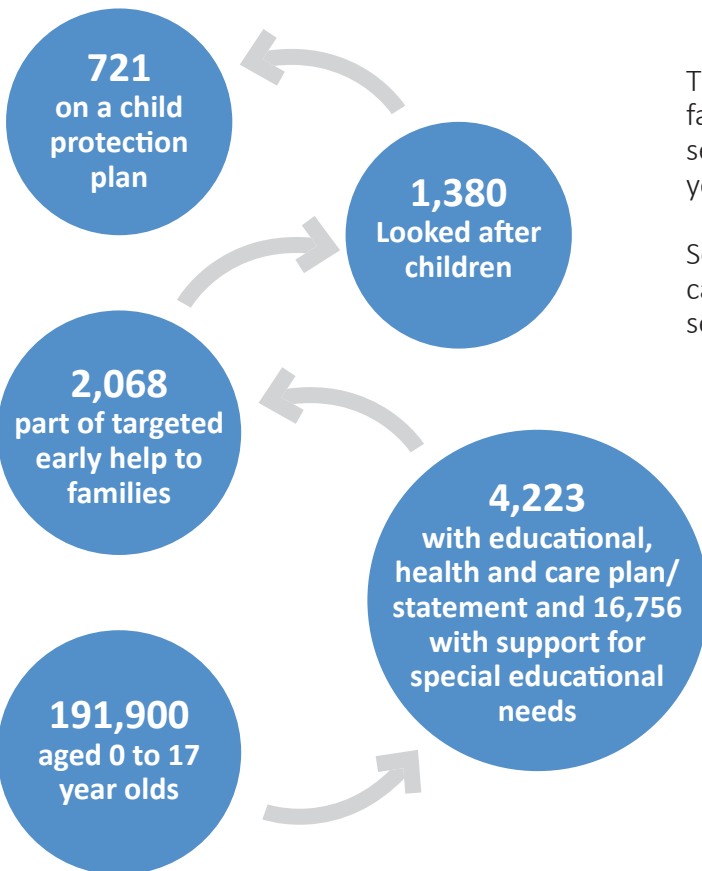 721
on a child
protection
plan
1,380
Looked after
children
2,068
part of targeted
early help to
families
4,223
with educational,
health and care plan/
statement and 16,756
with support for
special educational
needs
191,900
aged 0 to 17
year olds